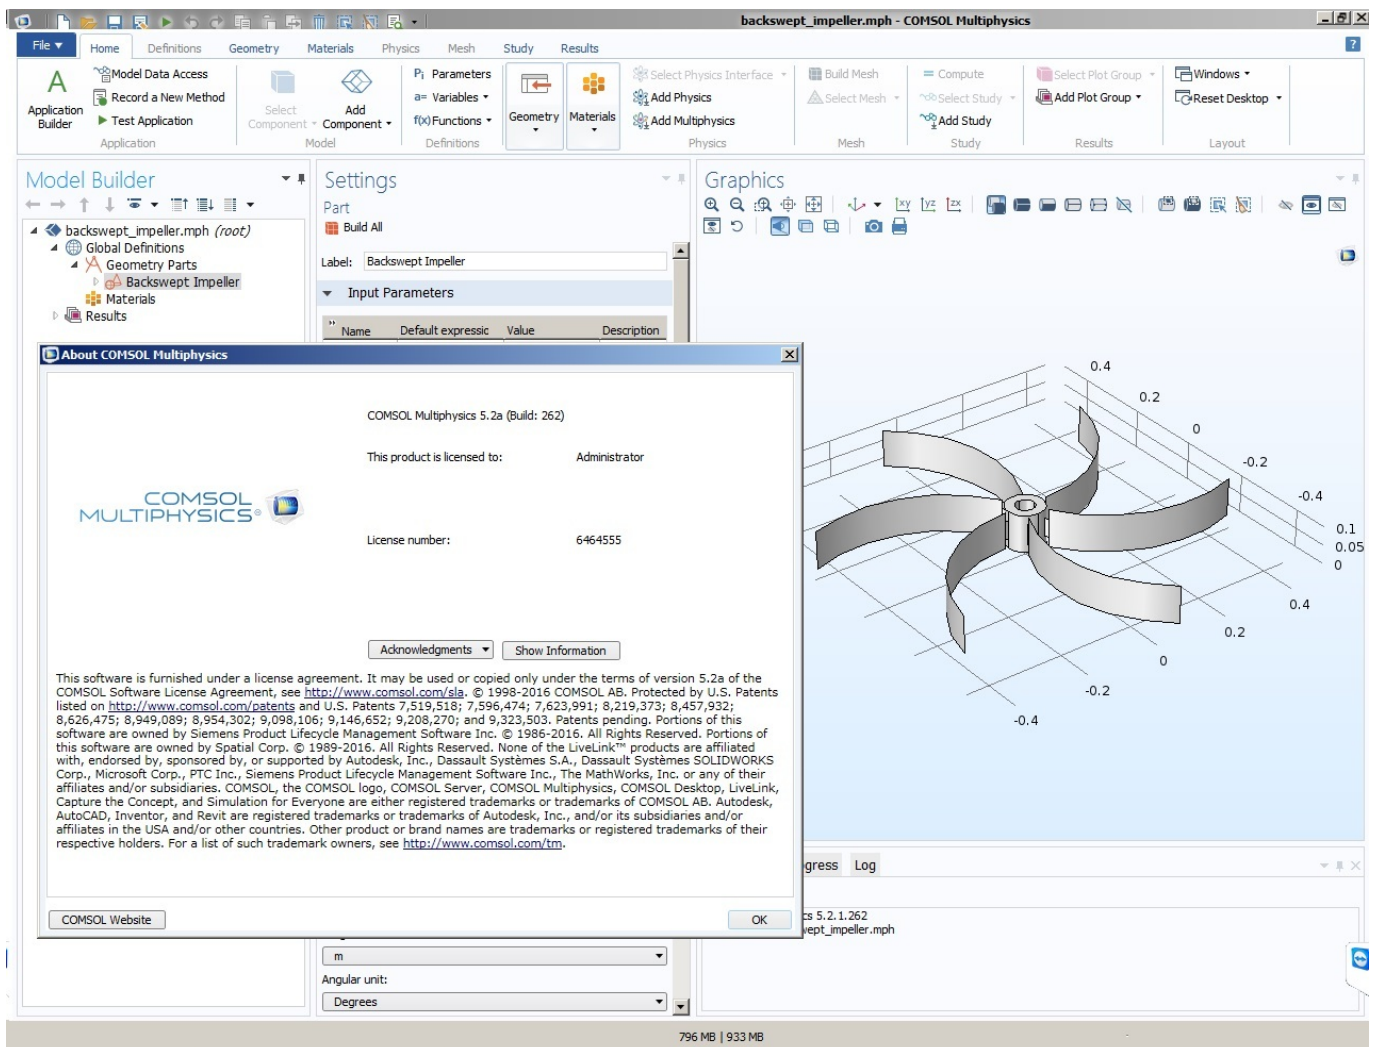 backswept_impeller.mph - COMSOL Multiphysics
File Home Definitions Geometry Materials Physics Mesh Study Results
Application Builder
Model Data Access
Record a New Method
Test Application
Application
Select Component
Add Component
Model
Pi Parameters
a= Variables
f(x) Functions
Definitions
Geometry
Materials
Select Physics Interface
Add Physics
Add Multiphysics
Physics
Build Mesh
Select Mesh
Mesh
= Compute
Select Study
Add Study
Study
Select Plot Group
Add Plot Group
Results
Windows
Reset Desktop
Layout
Model Builder
backswept_impeller.mph (root)
Global Definitions
Geometry Parts
Backswept Impeller
Materials
Results
Settings
Part
Build All
Label: Backswept Impeller
Input Parameters
Name Default expressic Value Description
Graphics
xy yz zx
About COMSOL Multiphysics
COMSOL Multiphysics 5.2a (Build: 262)
This product is licensed to: Administrator
COMSOL
MULTIPHYSICS®
License number: 6464555
Acknowledgments Show Information
This software is furnished under a license agreement. It may be used or copied only under the terms of version 5.2a of the
COMSOL Software License Agreement, see http://www.comsol.com/sla. © 1998-2016 COMSOL AB. Protected by U.S. Patents
listed on http://www.comsol.com/patents and U.S. Patents 7,519,518; 7,596,474; 7,623,991; 8,219,373; 8,457,932;
8,626,475; 8,949,089; 8,954,302; 9,098,106; 9,146,652; 9,208,270; and 9,323,503. Patents pending. Portions of this
software are owned by Siemens Product Lifecycle Management Software Inc. © 1986-2016. All Rights Reserved. Portions of
this software are owned by Spatial Corp. © 1989-2016. All Rights Reserved. None of the LiveLink™ products are affiliated
with, endorsed by, sponsored by, or supported by Autodesk, Inc., Dassault Systèmes S.A., Dassault Systèmes SOLIDWORKS
Corp., Microsoft Corp., PTC Inc., Siemens Product Lifecycle Management Software Inc., The MathWorks, Inc. or any of their
affiliates and/or subsidiaries. COMSOL, the COMSOL logo, COMSOL Server, COMSOL Multiphysics, COMSOL Desktop, LiveLink,
Capture the Concept, and Simulation for Everyone are either registered trademarks or trademarks of COMSOL AB. Autodesk,
AutoCAD, Inventor, and Revit are registered trademarks or trademarks of Autodesk, Inc., and/or its subsidiaries and/or
affiliates in the USA and/or other countries. Other product or brand names are trademarks or registered trademarks of their
respective holders. For a list of such trademark owners, see http://www.comsol.com/tm.
COMSOL Website OK
0.4
0.2
0
-0.2
-0.4
0.1
0.05
0
0.4
0.2
0
-0.2
-0.4
gress Log
cs 5.2.1.262
wept_impeller.mph
m
Angular unit:
Degrees
796 MB | 933 MB